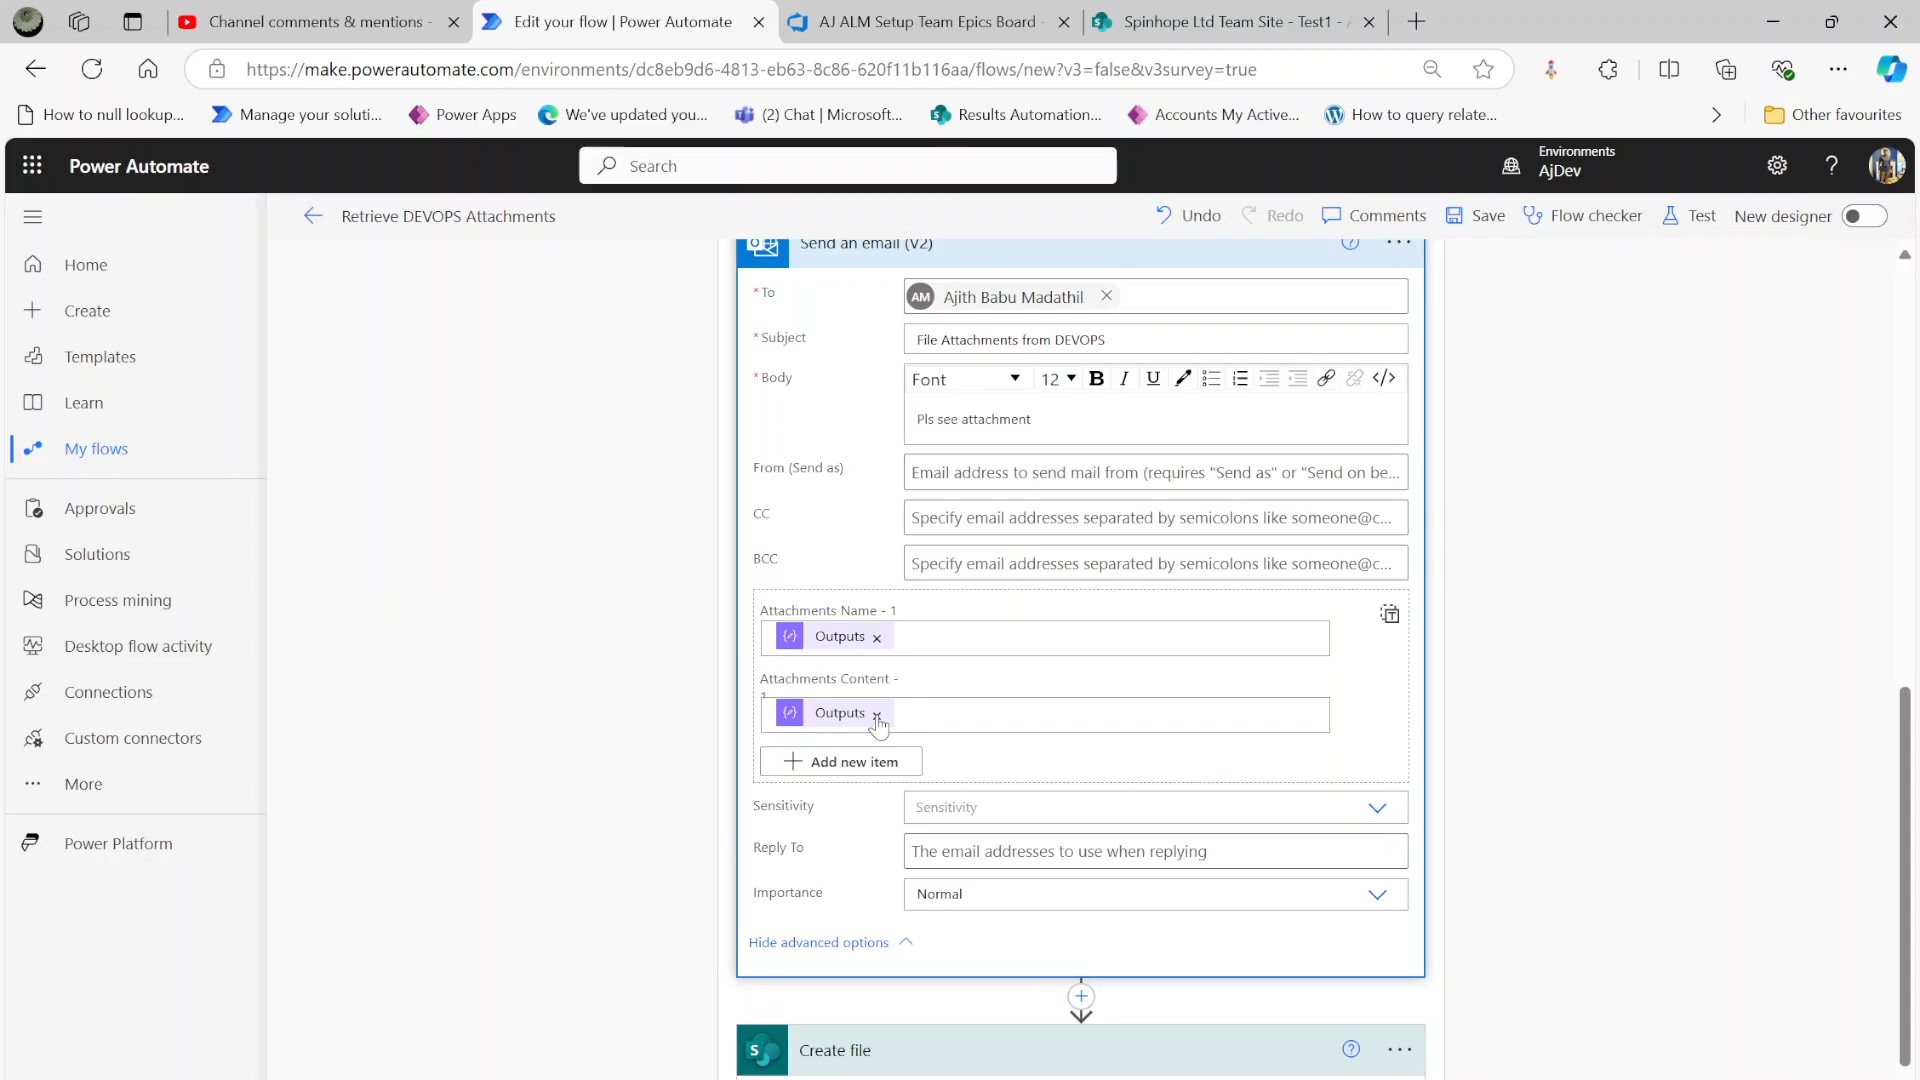 Channel comments & mentions -
Edit your flow | Power Automate
AJ ALM Setup Team Epics Board -
Spinhope Ltd Team Site - Test1 - A
https://make.powerautomate.com/environments/dc8eb9d6-4813-eb63-8c86-620f11b116aa/flows/new?v3=false&v3survey=true
How to null lookup...
Manage your soluti...
Power Apps
We've updated you...
(2) Chat | Microsoft...
Results Automation...
Accounts My Active...
How to query relate...
Other favourites
Power Automate
Search
Environments
AjDev
Retrieve DEVOPS Attachments
Undo
Redo
Comments
Save
Flow checker
Test
New designer
Home
Create
Templates
Learn
My flows
Approvals
Solutions
Process mining
Desktop flow activity
Connections
Custom connectors
More
Power Platform
Send an email (V2)
* To
AM Ajith Babu Madathil
* Subject
File Attachments from DEVOPS
* Body
Font
12
B I U </>
Pls see attachment
From (Send as)
Email address to send mail from (requires "Send as" or "Send on be...
CC
Specify email addresses separated by semicolons like someone@c...
BCC
Specify email addresses separated by semicolons like someone@c...
Attachments Name - 1
Outputs
Attachments Content -
1
Outputs
Add new item
Sensitivity
Sensitivity
Reply To
The email addresses to use when replying
Importance
Normal
Hide advanced options
S Create file